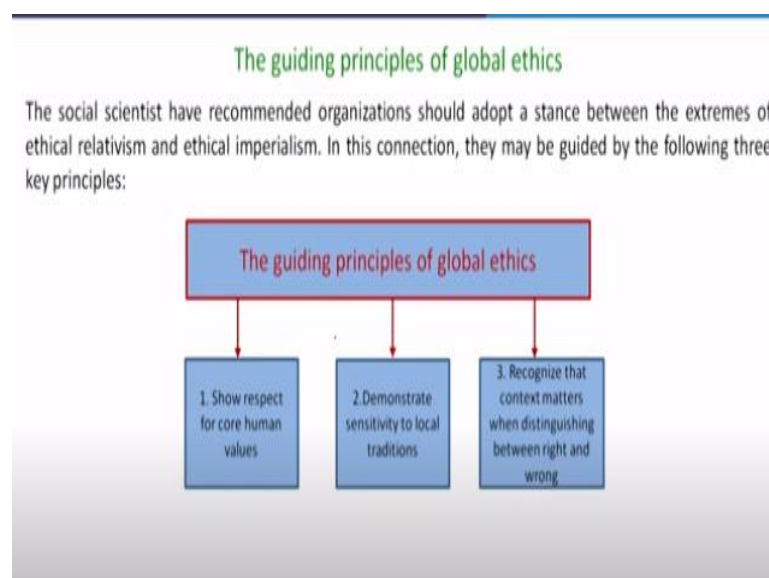 The guiding principles of global ethics
The social scientist have recommended organizations should adopt a stance between the extremes of
ethical relativism and ethical imperialism. In this connection, they may be guided by the following three
key principles:
The guiding principles of global ethics
1. Show respect
for core human
values
2.Demonstrate
sensitivity to local
traditions
3. Recognize that
context matters
when distinguishing
between right and
wrong